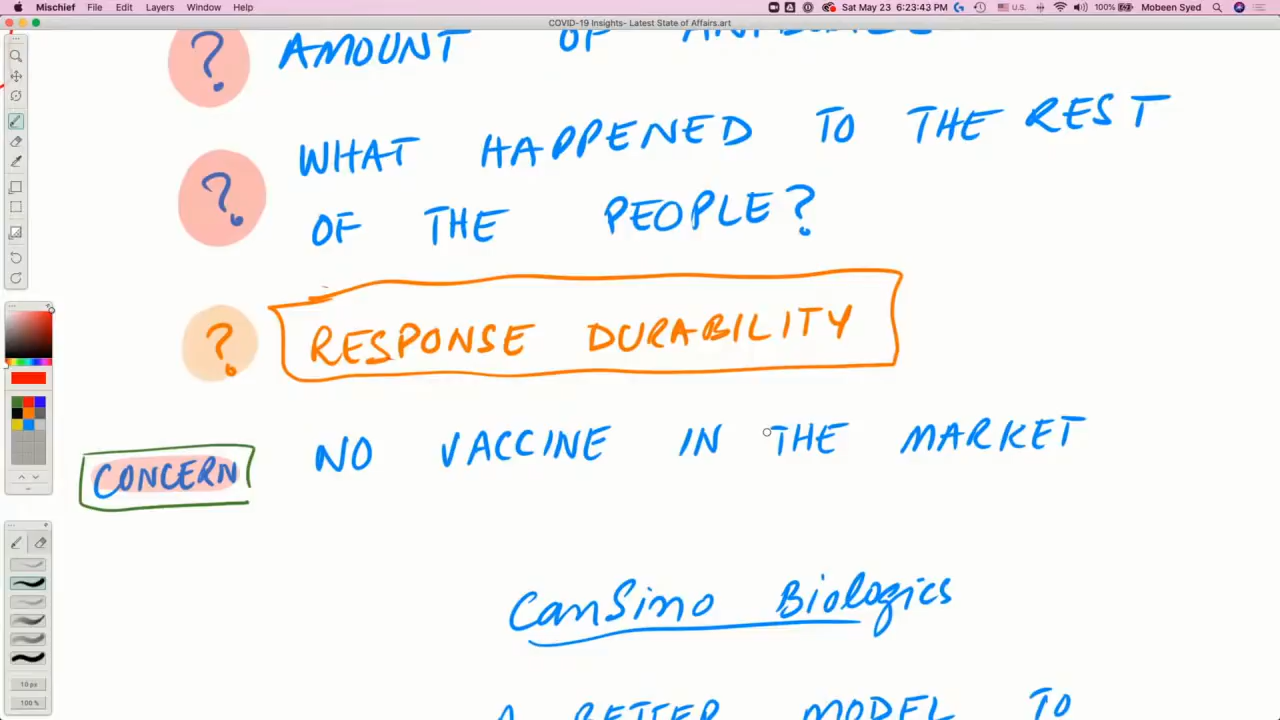 Mischief File Edit Layers Window Help U.S. 100% Sat May 23 6:23:43 PM Mobeen Syed
COVID-19 Insights- Latest State of Affairs.art
? AMOUNT OF
? WHAT HAPPENED TO THE REST
OF THE PEOPLE?
? RESPONSE DURABILITY
CONCERN NO VACCINE IN THE MARKET
CanSino Biologics
A BETTER MODEL TO
10 px
100 %